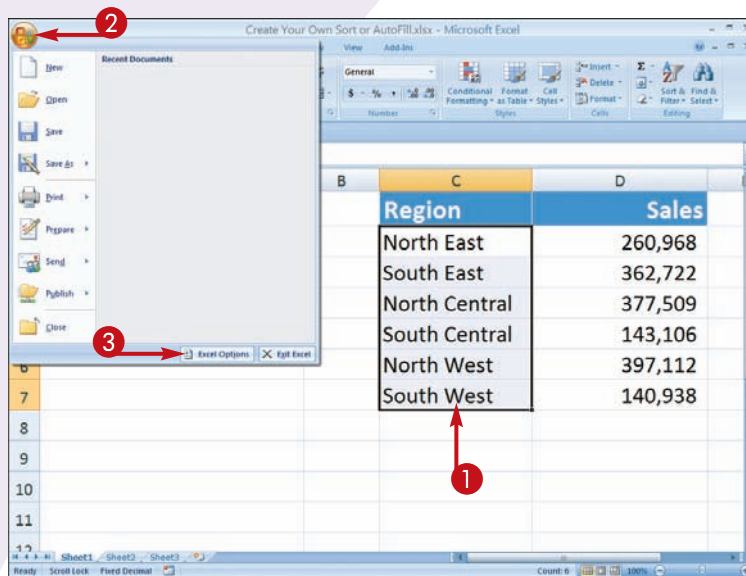 2
Create Your Own Sort or AutoFill.xlsx - Microsoft Excel
View Add-Ins
New
Open
Save
Save As
Print
Prepare
Send
Publish
Close
Recent Documents
3
Excel Options
Exit Excel
General
$ % ,
Number
Conditional Formatting
Format as Table
Cell Styles
Styles
Insert
Delete
Format
Cells
Σ
Sort & Filter
Find & Select
Editing
B C D
Region Sales
North East 260,968
South East 362,722
North Central 377,509
South Central 143,106
6 North West 397,112
7 South West 140,938
8
9
1
10
11
12
Sheet1 Sheet2 Sheet3
Ready Scroll Lock Fixed Decimal Count: 6 100%